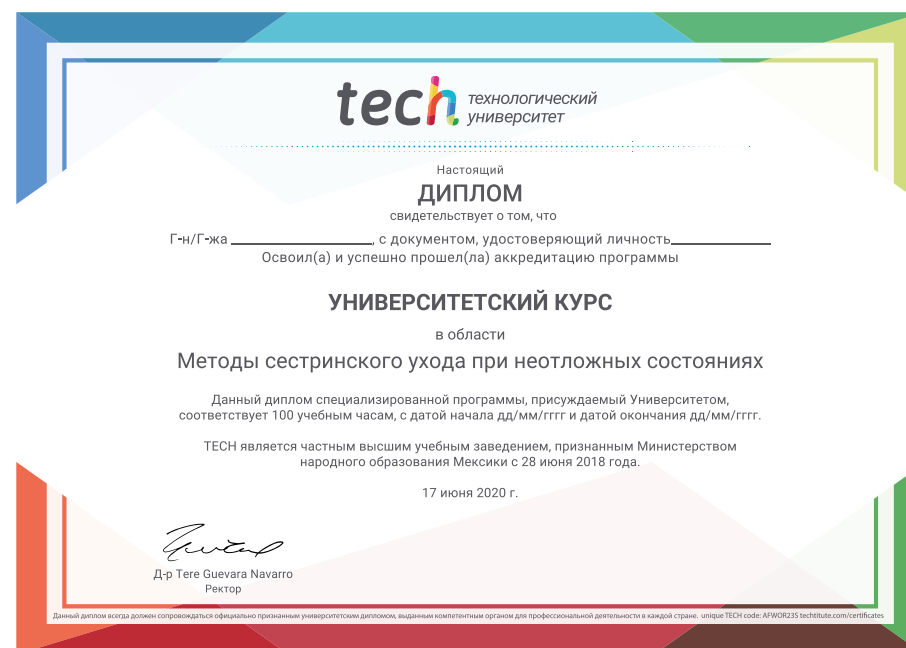 tech технологический
университет
Настоящий
ДИПЛОМ
свидетельствует о том, что
Г-н/Г-жа ____________________, с документом, удостоверяющий личность______________
Освоил(а) и успешно прошел(ла) аккредитацию программы
УНИВЕРСИТЕТСКИЙ КУРС
в области
Методы сестринского ухода при неотложных состояниях
Данный диплом специализированной программы, присуждаемый Университетом,
соответствует 100 учебным часам, с датой начала дд/мм/гггг и датой окончания дд/мм/гггг.
TECH является частным высшим учебным заведением, признанным Министерством
народного образования Мексики с 28 июня 2018 года.
17 июня 2020 г.
Д-р Tere Guevara Navarro
Ректор
Данный диплом всегда должен сопровождаться официально признанным университетским дипломом, выданным компетентным органом для профессиональной деятельности в каждой стране. unique TECH code: AFWOR23S techtitute.com/certificates